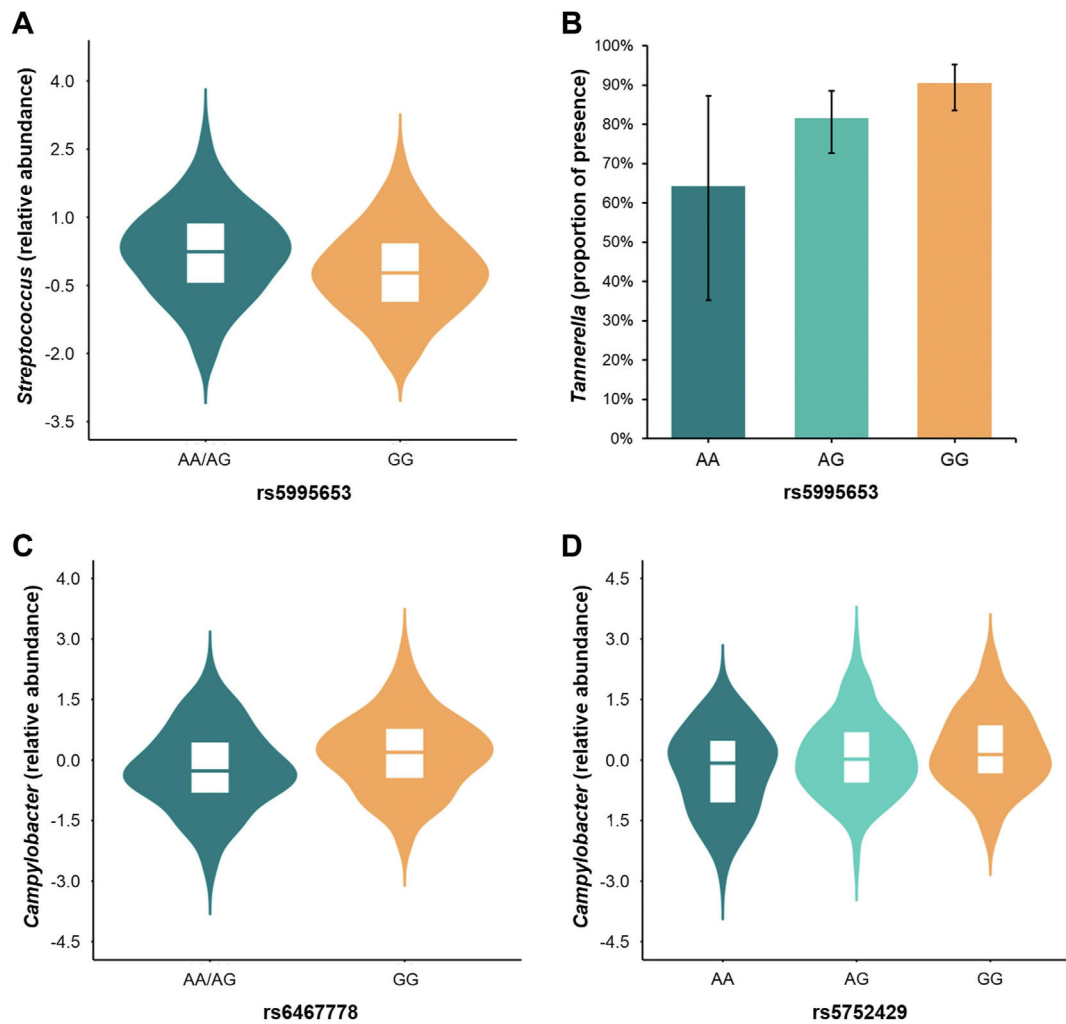 A
Streptococcus (relative abundance)
4.0
2.5
1.0
-0.5
-2.0
-3.5
AA/AG
GG
rs5995653
B
Tannerella (proportion of presence)
100%
90%
80%
70%
60%
50%
40%
30%
20%
10%
0%
AA
AG
GG
rs5995653
C
Campylobacter (relative abundance)
4.0
3.0
1.5
0.0
-1.5
-3.0
-4.5
AA/AG
GG
rs6467778
D
Campylobacter (relative abundance)
4.5
3.0
1.5
0.0
1.5
-3.0
-4.5
AA
AG
GG
rs5752429